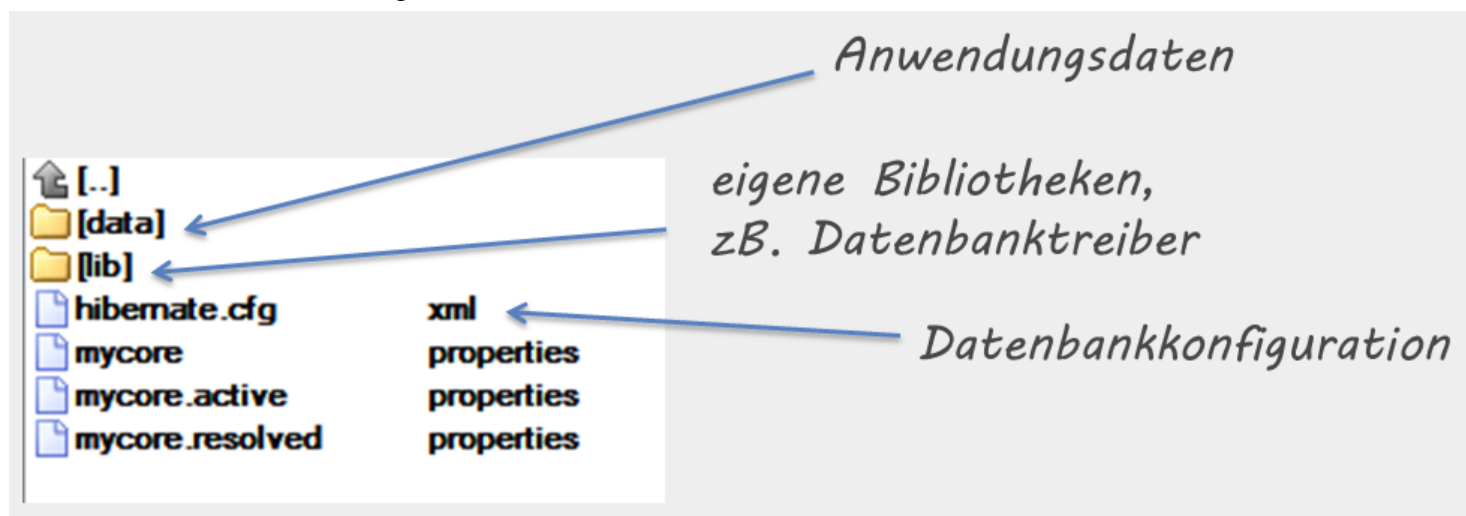 Anwendungsdaten
[..]
[data]
[lib]
hibernate.cfg xml
mycore properties
mycore.active properties
mycore.resolved properties
eigene Bibliotheken,
zB. Datenbanktreiber
Datenbankkonfiguration